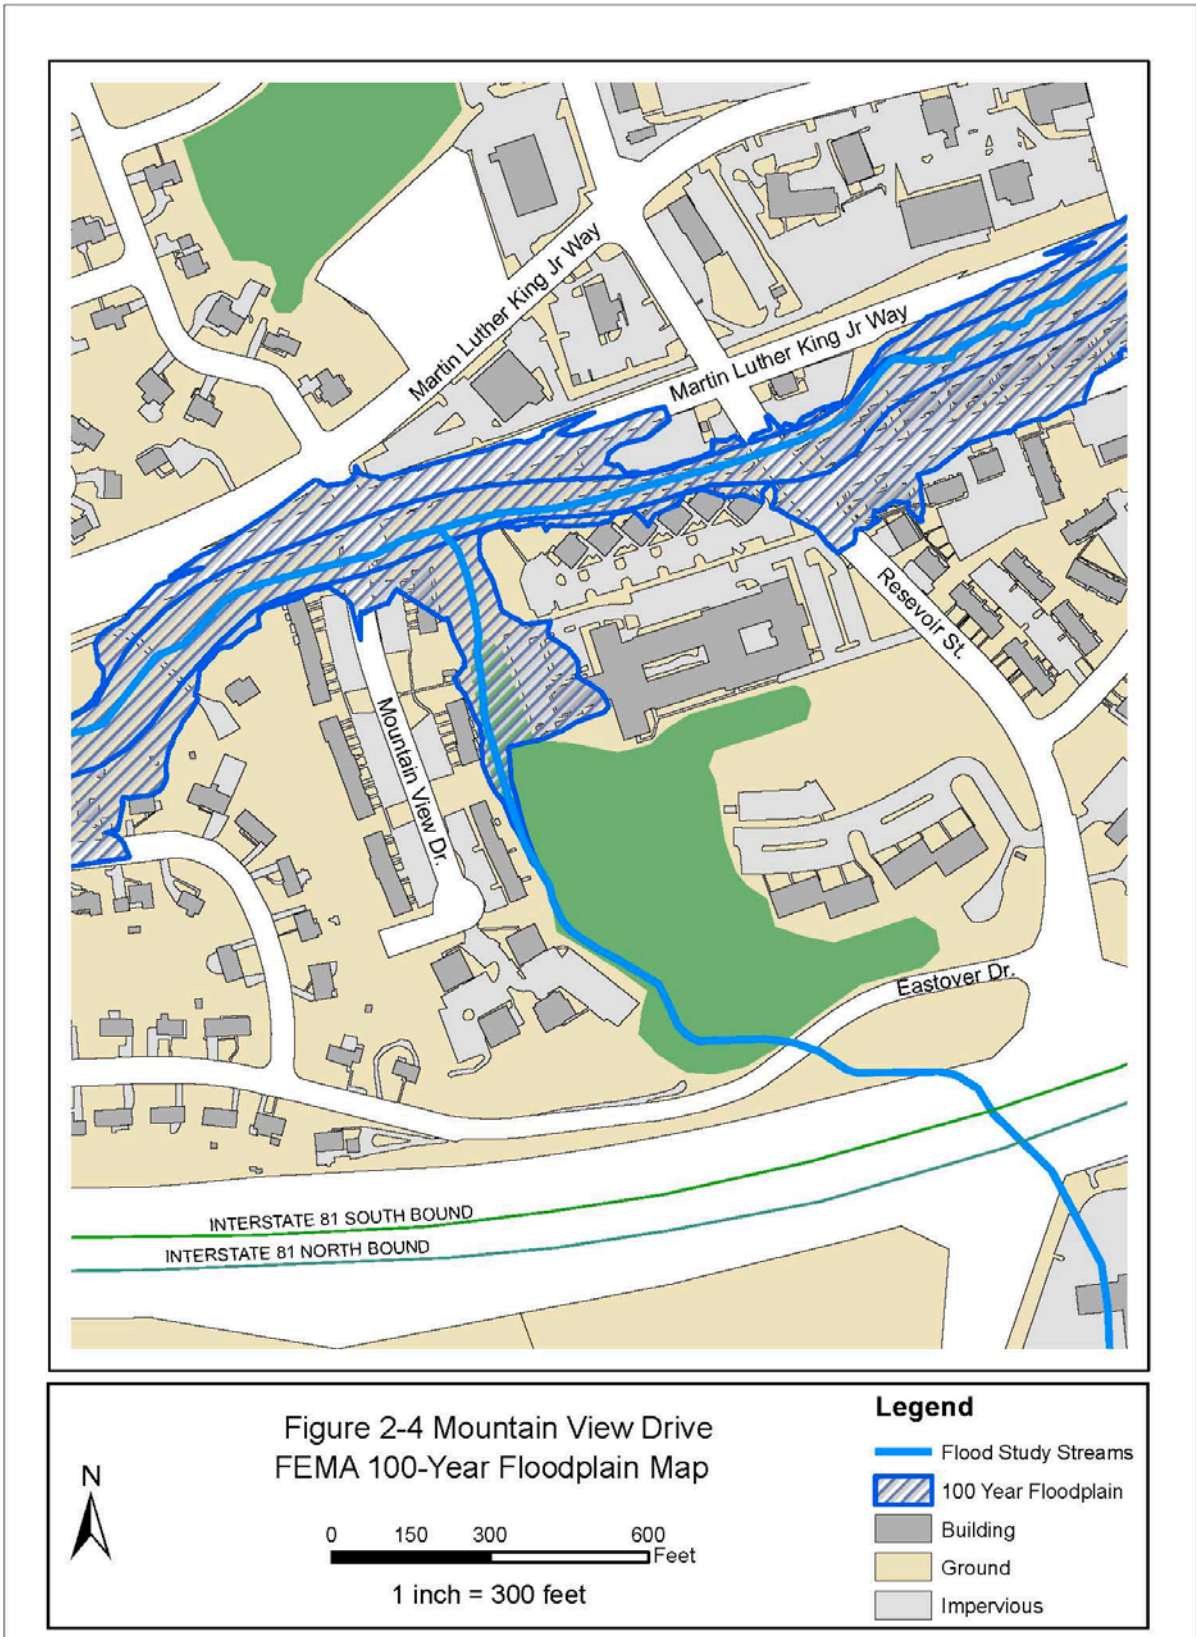 Martin Luther King Jr Way
Martin Luther King Jr Way
Resevoir St.
Mountain View Dr.
Eastover Dr.
INTERSTATE 81 SOUTH BOUND
INTERSTATE 81 NORTH BOUND
Figure 2-4 Mountain View Drive
FEMA 100-Year Floodplain Map
N
0 150 300 600
Feet
1 inch = 300 feet
Legend
Flood Study Streams
100 Year Floodplain
Building
Ground
Impervious